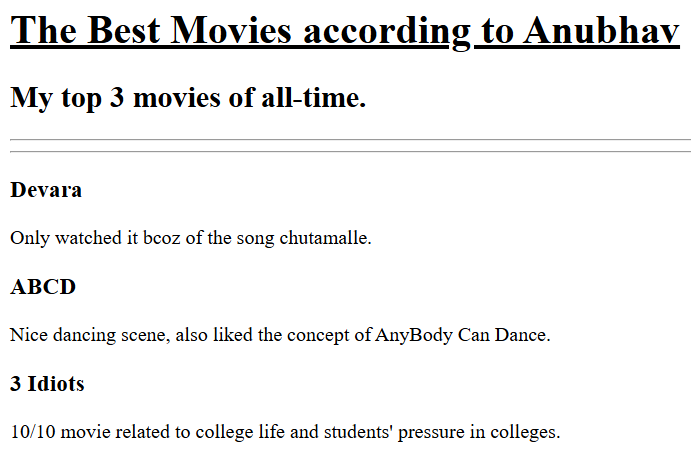 The Best Movies according to Anubhav
My top 3 movies of all-time.
Devara
Only watched it bcoz of the song chutamalle.
ABCD
Nice dancing scene, also liked the concept of AnyBody Can Dance.
3 Idiots
10/10 movie related to college life and students' pressure in colleges.